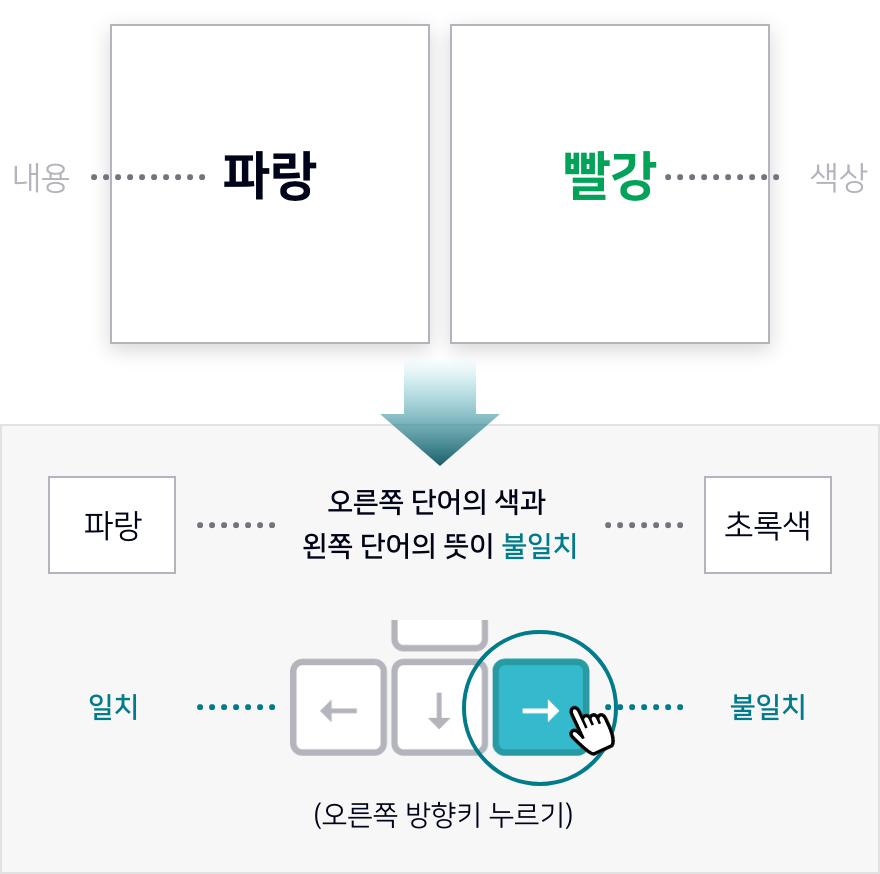 내용
파랑
빨강
색상
파랑
오른쪽 단어의 색과
왼쪽 단어의 뜻이 불일치
초록색
일치
←
↓
→
불일치
(오른쪽 방향키 누르기)